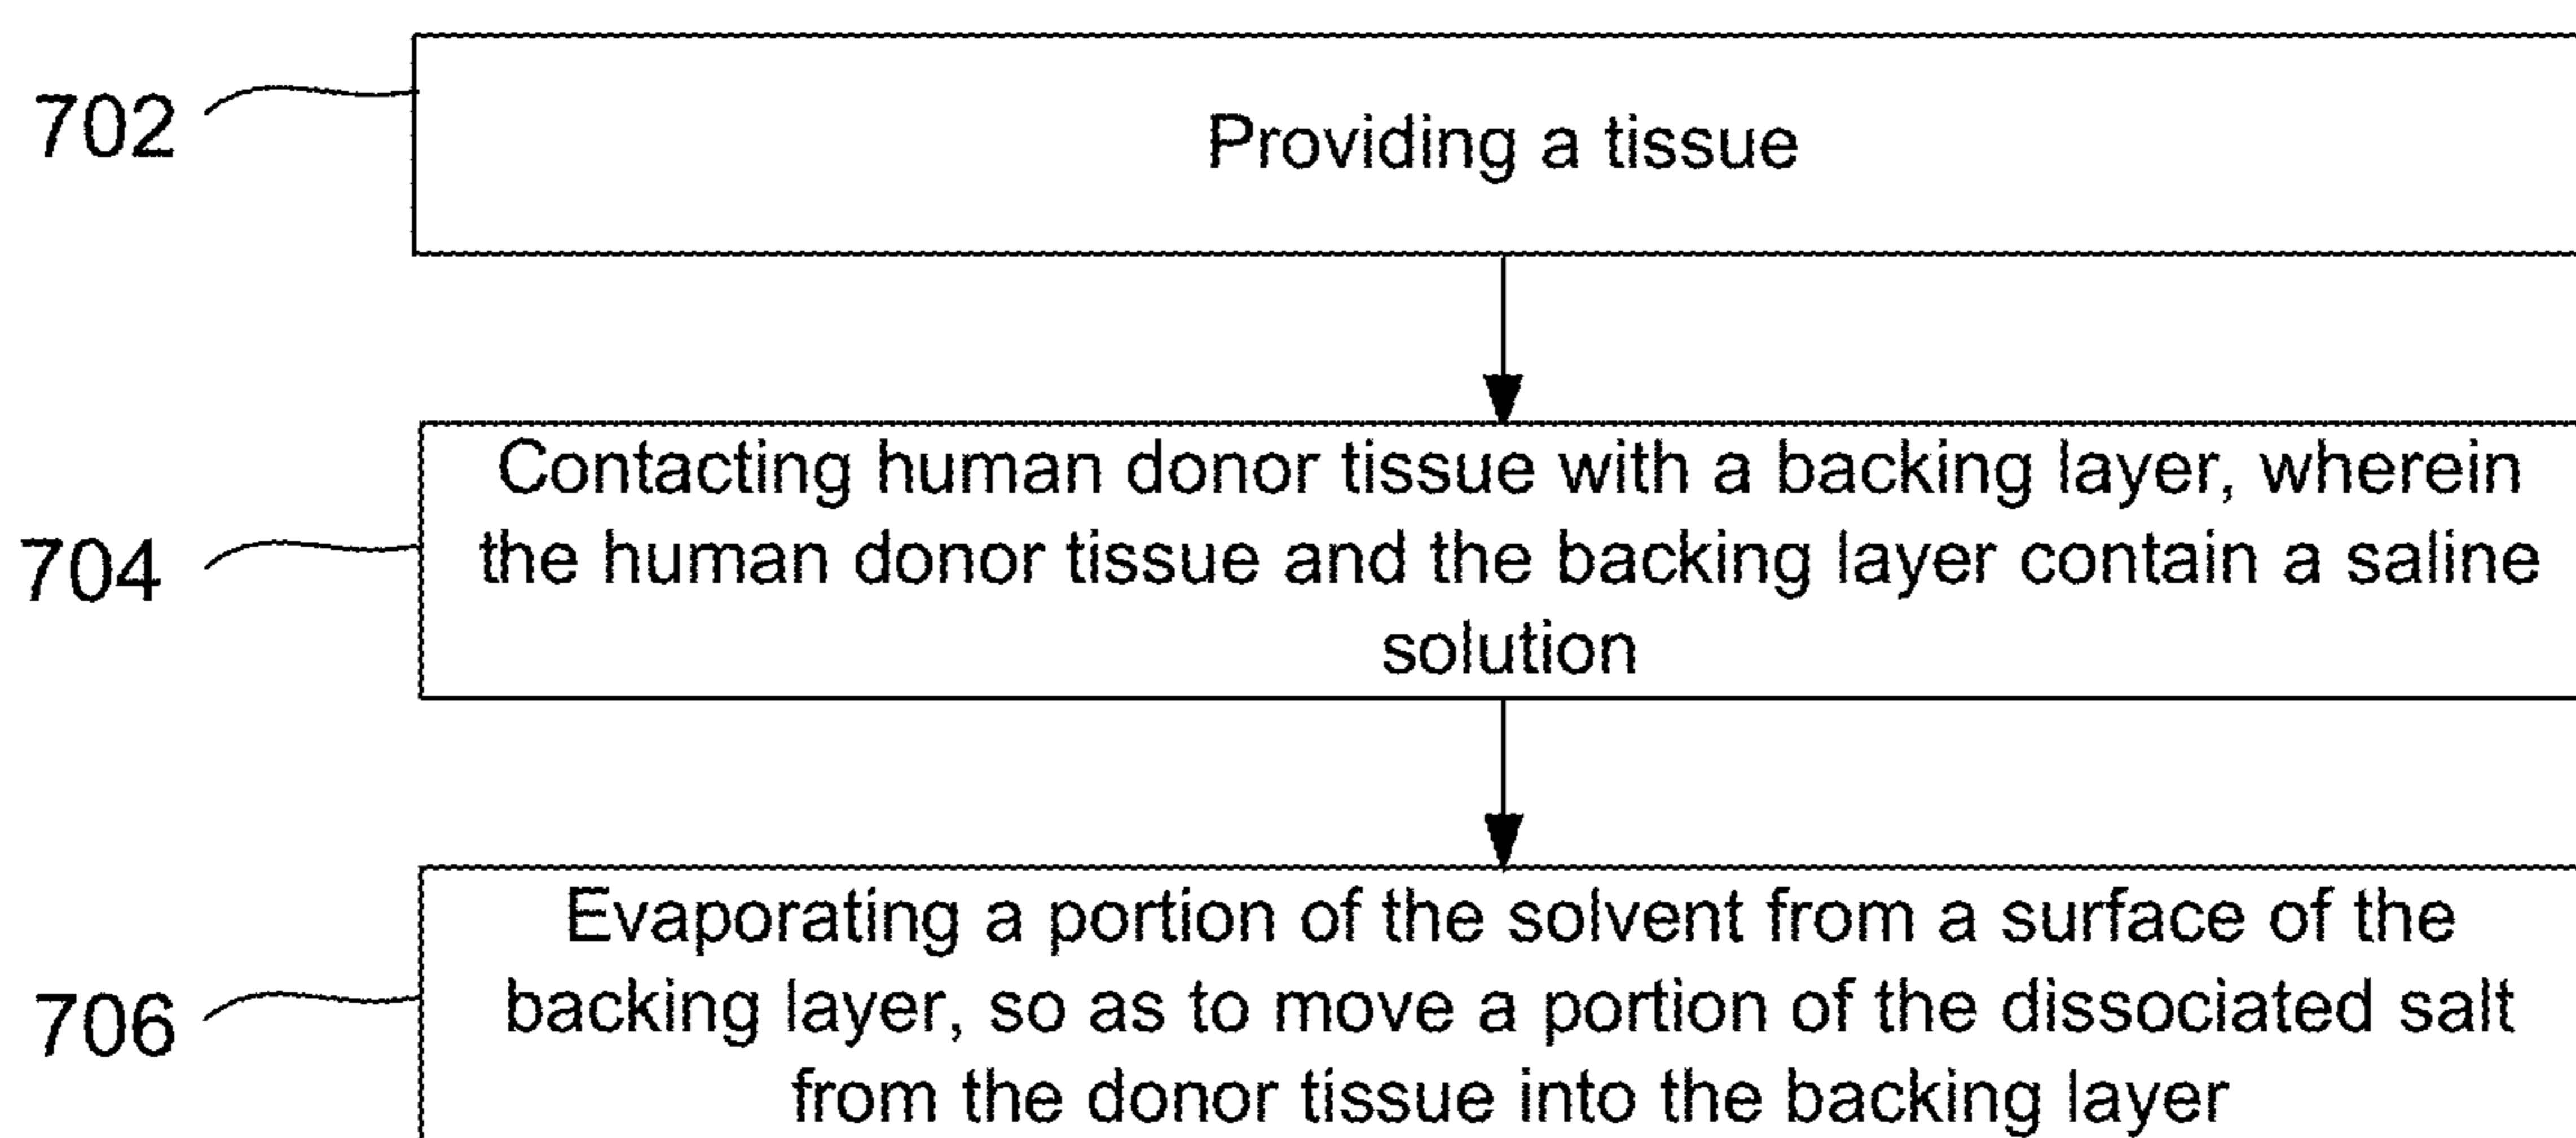 702
Providing a tissue
Contacting human donor tissue with a backing layer, wherein
the human donor tissue and the backing layer contain a saline
solution
704
Evaporating a portion of the solvent from a surface of the
backing layer, so as to move a portion of the dissociated salt
from the donor tissue into the backing layer
706